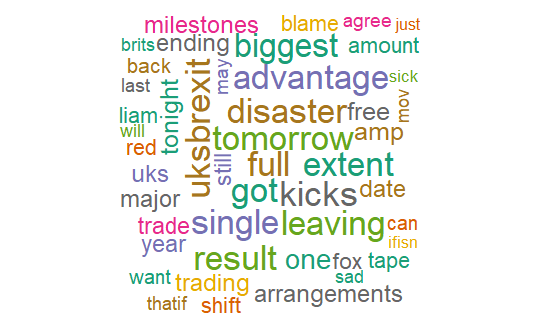 milestones blame agree just
brits ending biggest amount
back may advantage sick
last disaster free mov
liam tonight uksbrexit tomorrow amp
will
red still full extent
uks got kicks date
major
trade single leaving can
year ifisn
result one fox tape
want trading sad
arrangements
thatif shift